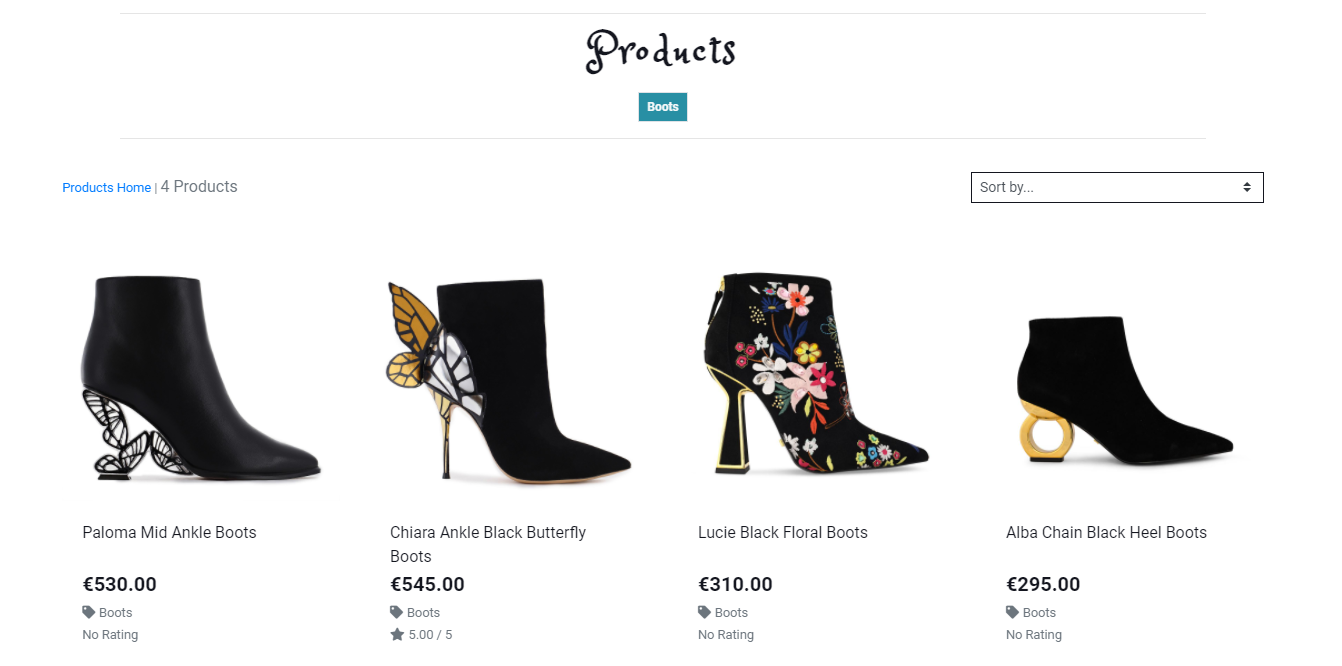 Products
Boots
Products Home | 4 Products
Sort by...
Paloma Mid Ankle Boots
€530.00
Boots
No Rating
Chiara Ankle Black Butterfly
Boots
€545.00
Boots
5.00 / 5
Lucie Black Floral Boots
€310.00
Boots
No Rating
Alba Chain Black Heel Boots
€295.00
Boots
No Rating